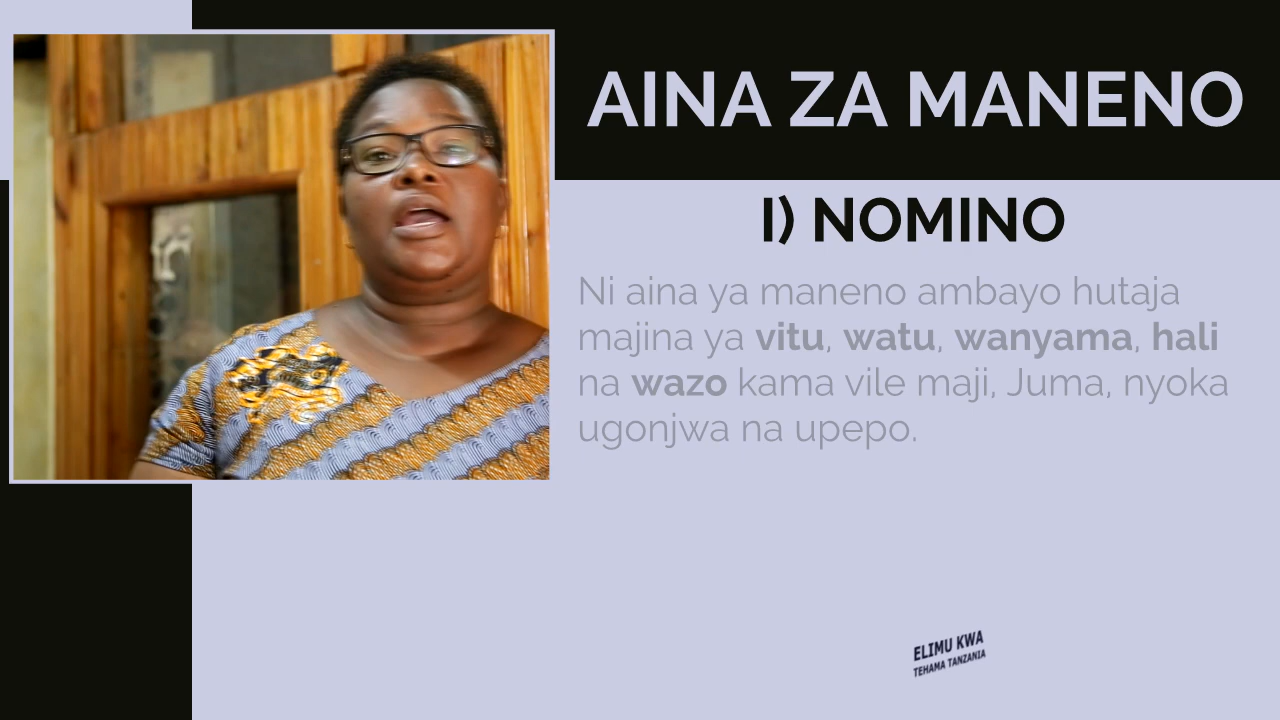 AINA ZA MANENO
I) NOMINO
Ni aina ya maneno ambayo hutaja
majina ya vitu, watu, wanyama, hali
na wazo kama vile maji, Juma, nyoka
ugonjwa na upepo.
ELIMU KWA
TEHAMA TANZANIA